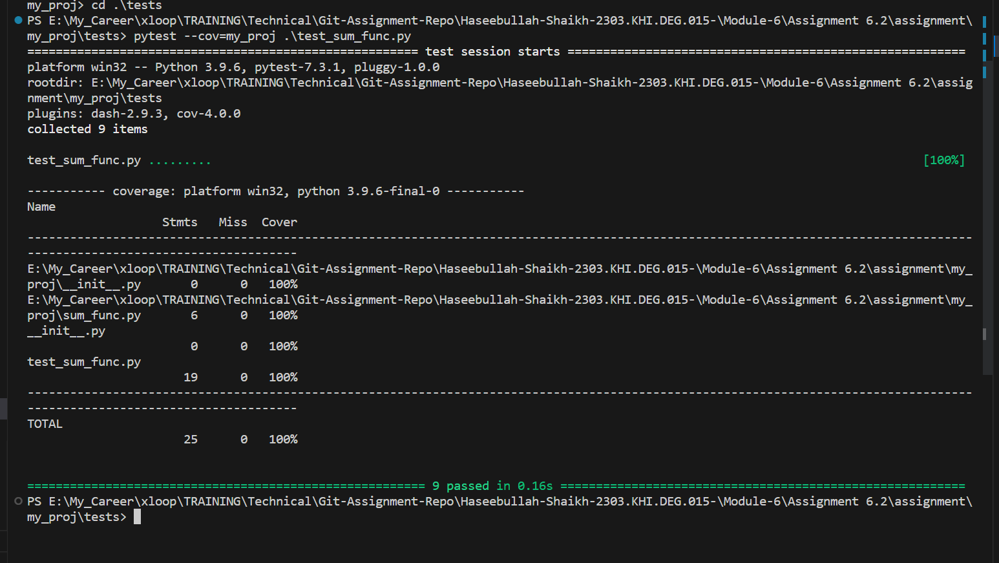 my_proj> cd .\tests
PS E:\My_Career\xloop\TRAINING\Technical\Git-Assignment-Repo\Haseebullah-Shaikh-2303.KHI.DEG.015-\Module-6\Assignment 6.2\assignment\
my_proj\tests> pytest --cov=my_proj .\test_sum_func.py
======================================================= test session starts ========================================================
platform win32 -- Python 3.9.6, pytest-7.3.1, pluggy-1.0.0
rootdir: E:\My_Career\xloop\TRAINING\Technical\Git-Assignment-Repo\Haseebullah-Shaikh-2303.KHI.DEG.015-\Module-6\Assignment 6.2\assig
nment\my_proj\tests
plugins: dash-2.9.3, cov-4.0.0
collected 9 items
test_sum_func.py ......... [100%]
----------- coverage: platform win32, python 3.9.6-final-0 -----------
Name
Stmts   Miss  Cover
-------------------------------------------------------------------------------------------------------------------------------------
--------------------------------------
E:\My_Career\xloop\TRAINING\Technical\Git-Assignment-Repo\Haseebullah-Shaikh-2303.KHI.DEG.015-\Module-6\Assignment 6.2\assignment\my_
proj\__init__.py       0      0   100%
E:\My_Career\xloop\TRAINING\Technical\Git-Assignment-Repo\Haseebullah-Shaikh-2303.KHI.DEG.015-\Module-6\Assignment 6.2\assignment\my_
proj\sum_func.py       6      0   100%
__init__.py
0      0   100%
test_sum_func.py
19      0   100%
-------------------------------------------------------------------------------------------------------------------------------------
--------------------------------------
TOTAL
25      0   100%
======================================================== 9 passed in 0.16s =========================================================
PS E:\My_Career\xloop\TRAINING\Technical\Git-Assignment-Repo\Haseebullah-Shaikh-2303.KHI.DEG.015-\Module-6\Assignment 6.2\assignment\
my_proj\tests>